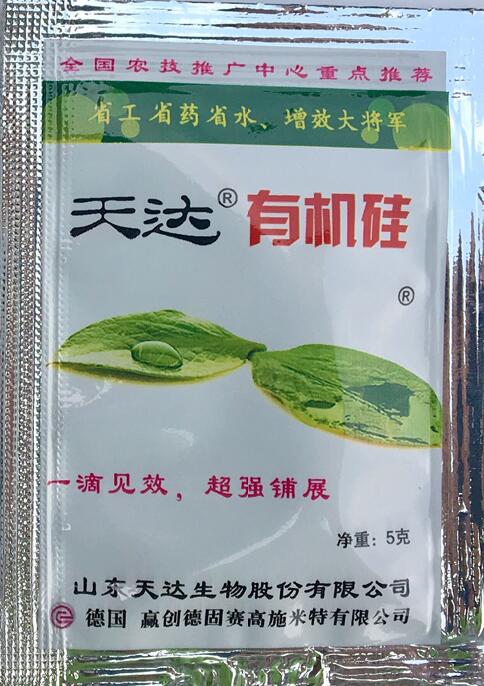 全国农技推广中心重点推荐
省工省药省水、增效大将军
天达® 有机硅
®
一滴见效，超强铺展
净重：5克
山东天达生物股份有限公司
德国 赢创德固赛高施米特有限公司